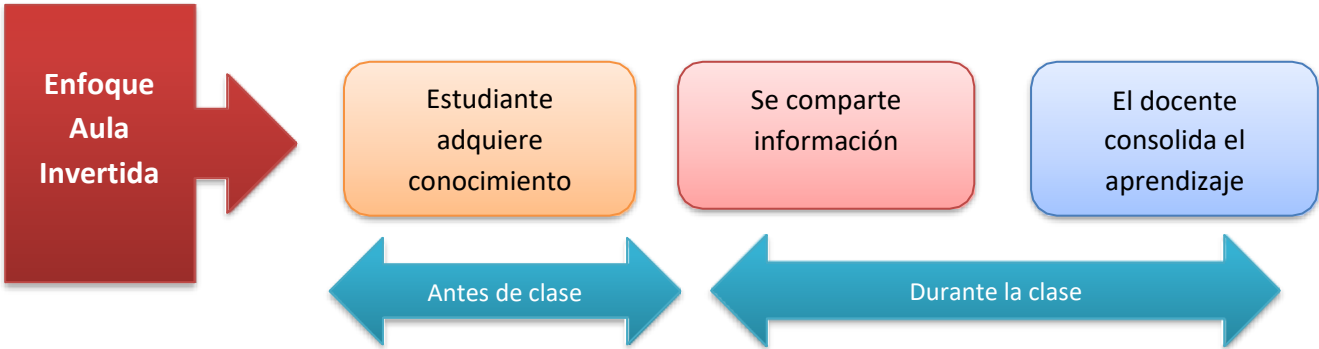 Enfoque
Aula
Invertida
Estudiante
adquiere
conocimiento
Se comparte
información
El docente
consolida el
aprendizaje
Antes de clase
Durante la clase